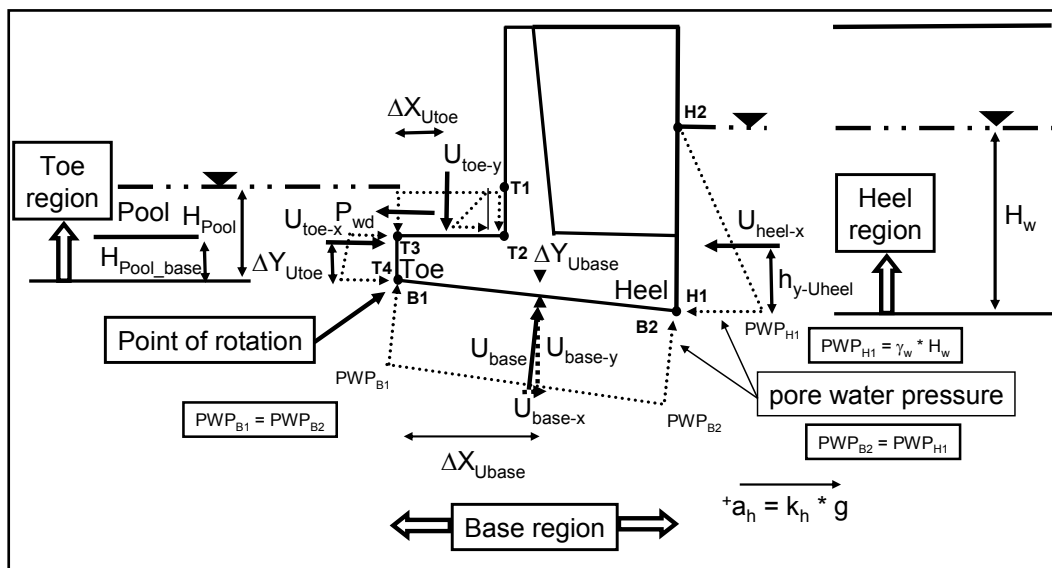 ΔX_Utoe
H2
Toe
region
U_toe-y
T1
Pool
H_Pool
P_wd
U_toe-x
T3
T2
H_Pool_base
ΔY_Utoe
T4
Toe
B1
ΔY_Ubase
Heel
H1
B2
U_heel-x
h_y-Uheel
Heel
region
H_w
Point of rotation
PWP_H1
PWP_H1 = γ_w * H_w
U_base
U_base-y
PWP_B1
U_base-x
PWP_B2
pore water pressure
PWP_B1 = PWP_B2
PWP_B2 = PWP_H1
ΔX_Ubase
+a_h = k_h * g
Base region